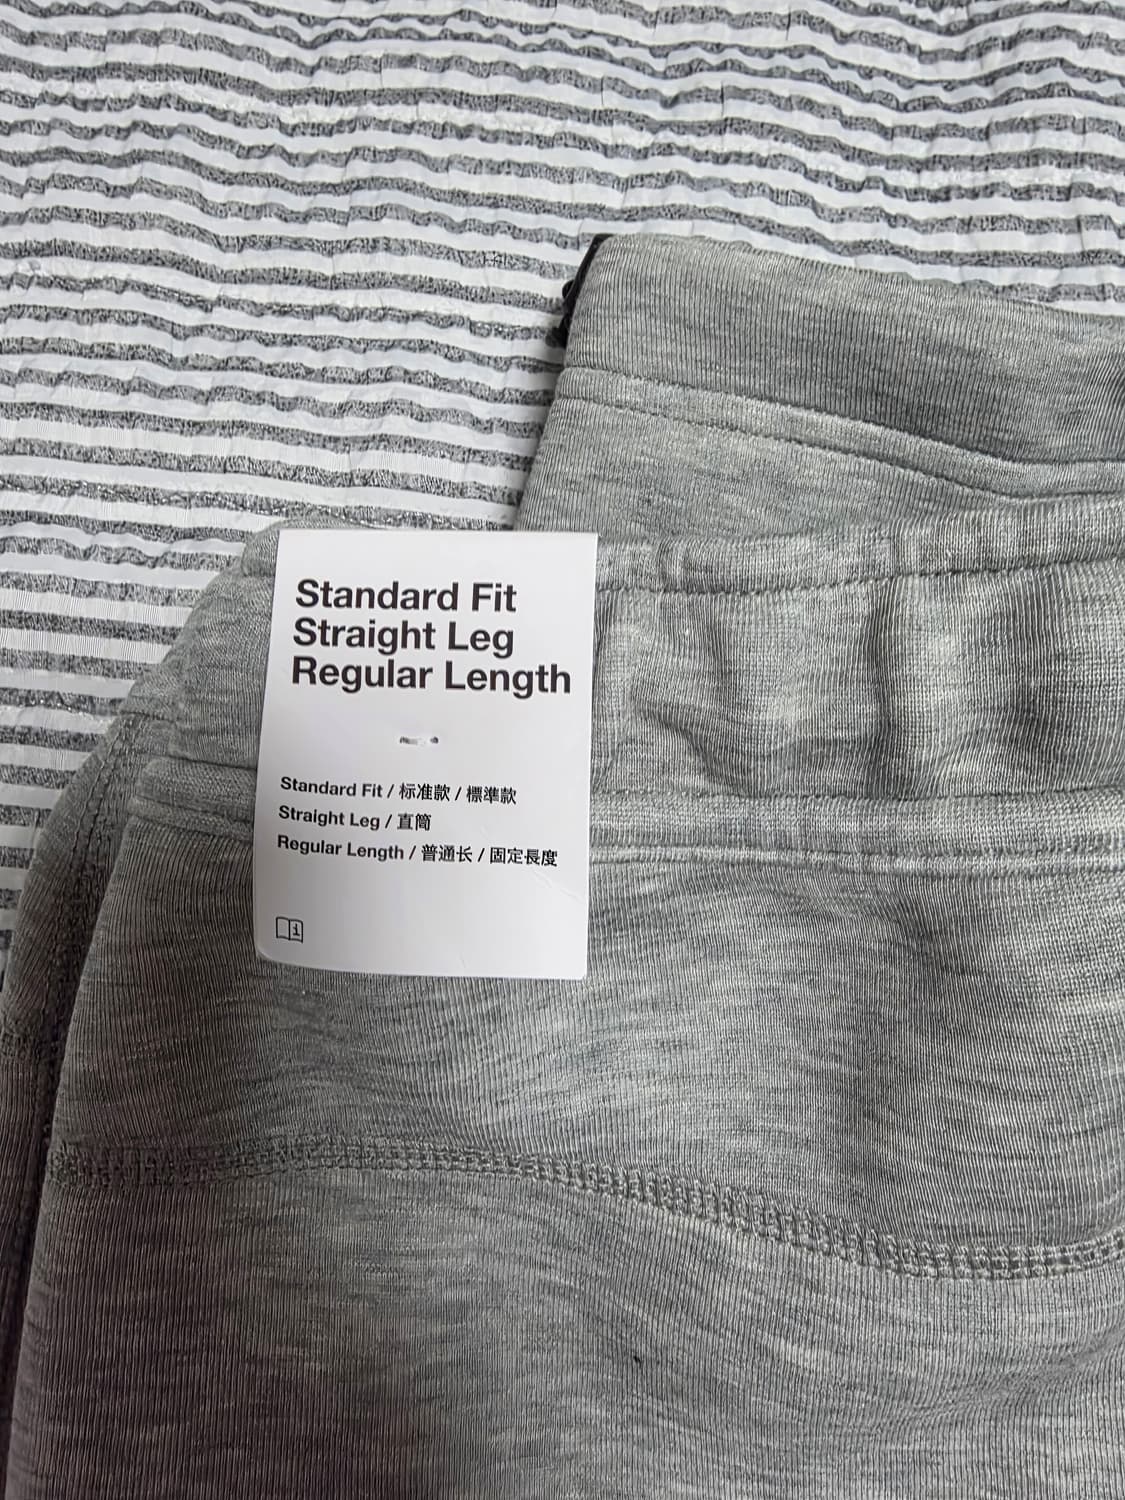 Standard Fit
Straight Leg
Regular Length
Standard Fit / 标准款 / 標準款
Straight Leg / 直筒
Regular Length / 普通长 / 固定長度
i